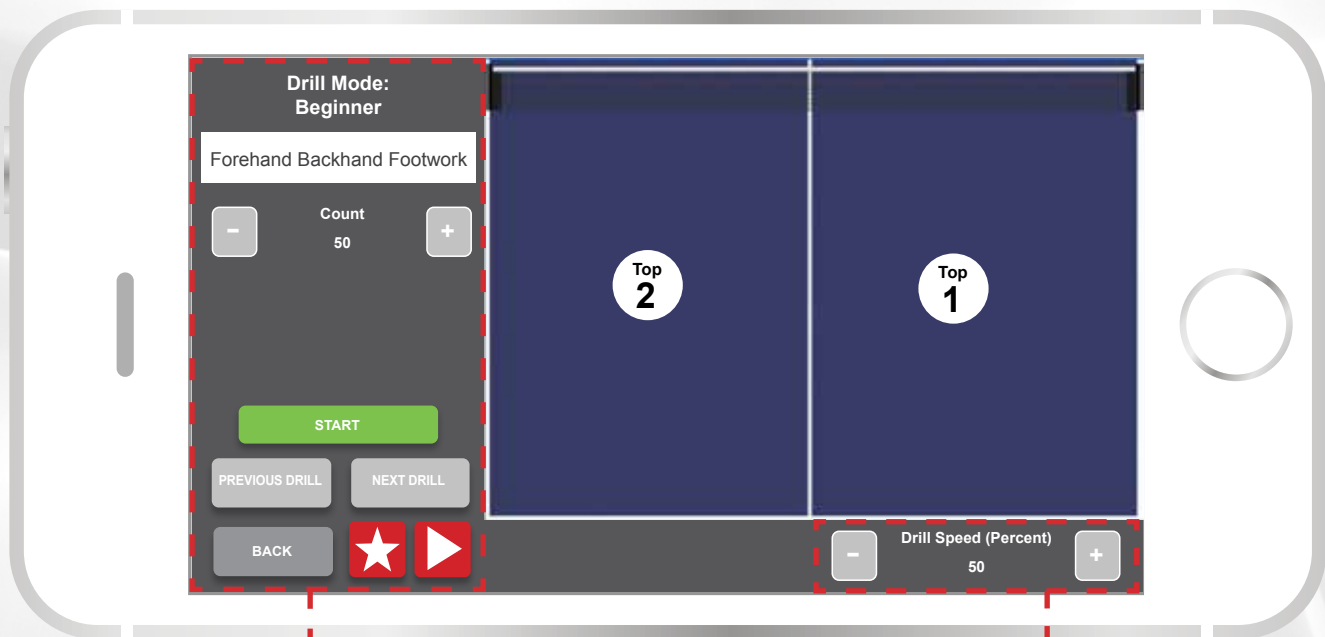 Drill Mode:
Beginner
Forehand Backhand Footwork
−
Count
+
50
Top
2
Top
1
START
PREVIOUS DRILL
NEXT DRILL
BACK
−
Drill Speed (Percent)
+
50